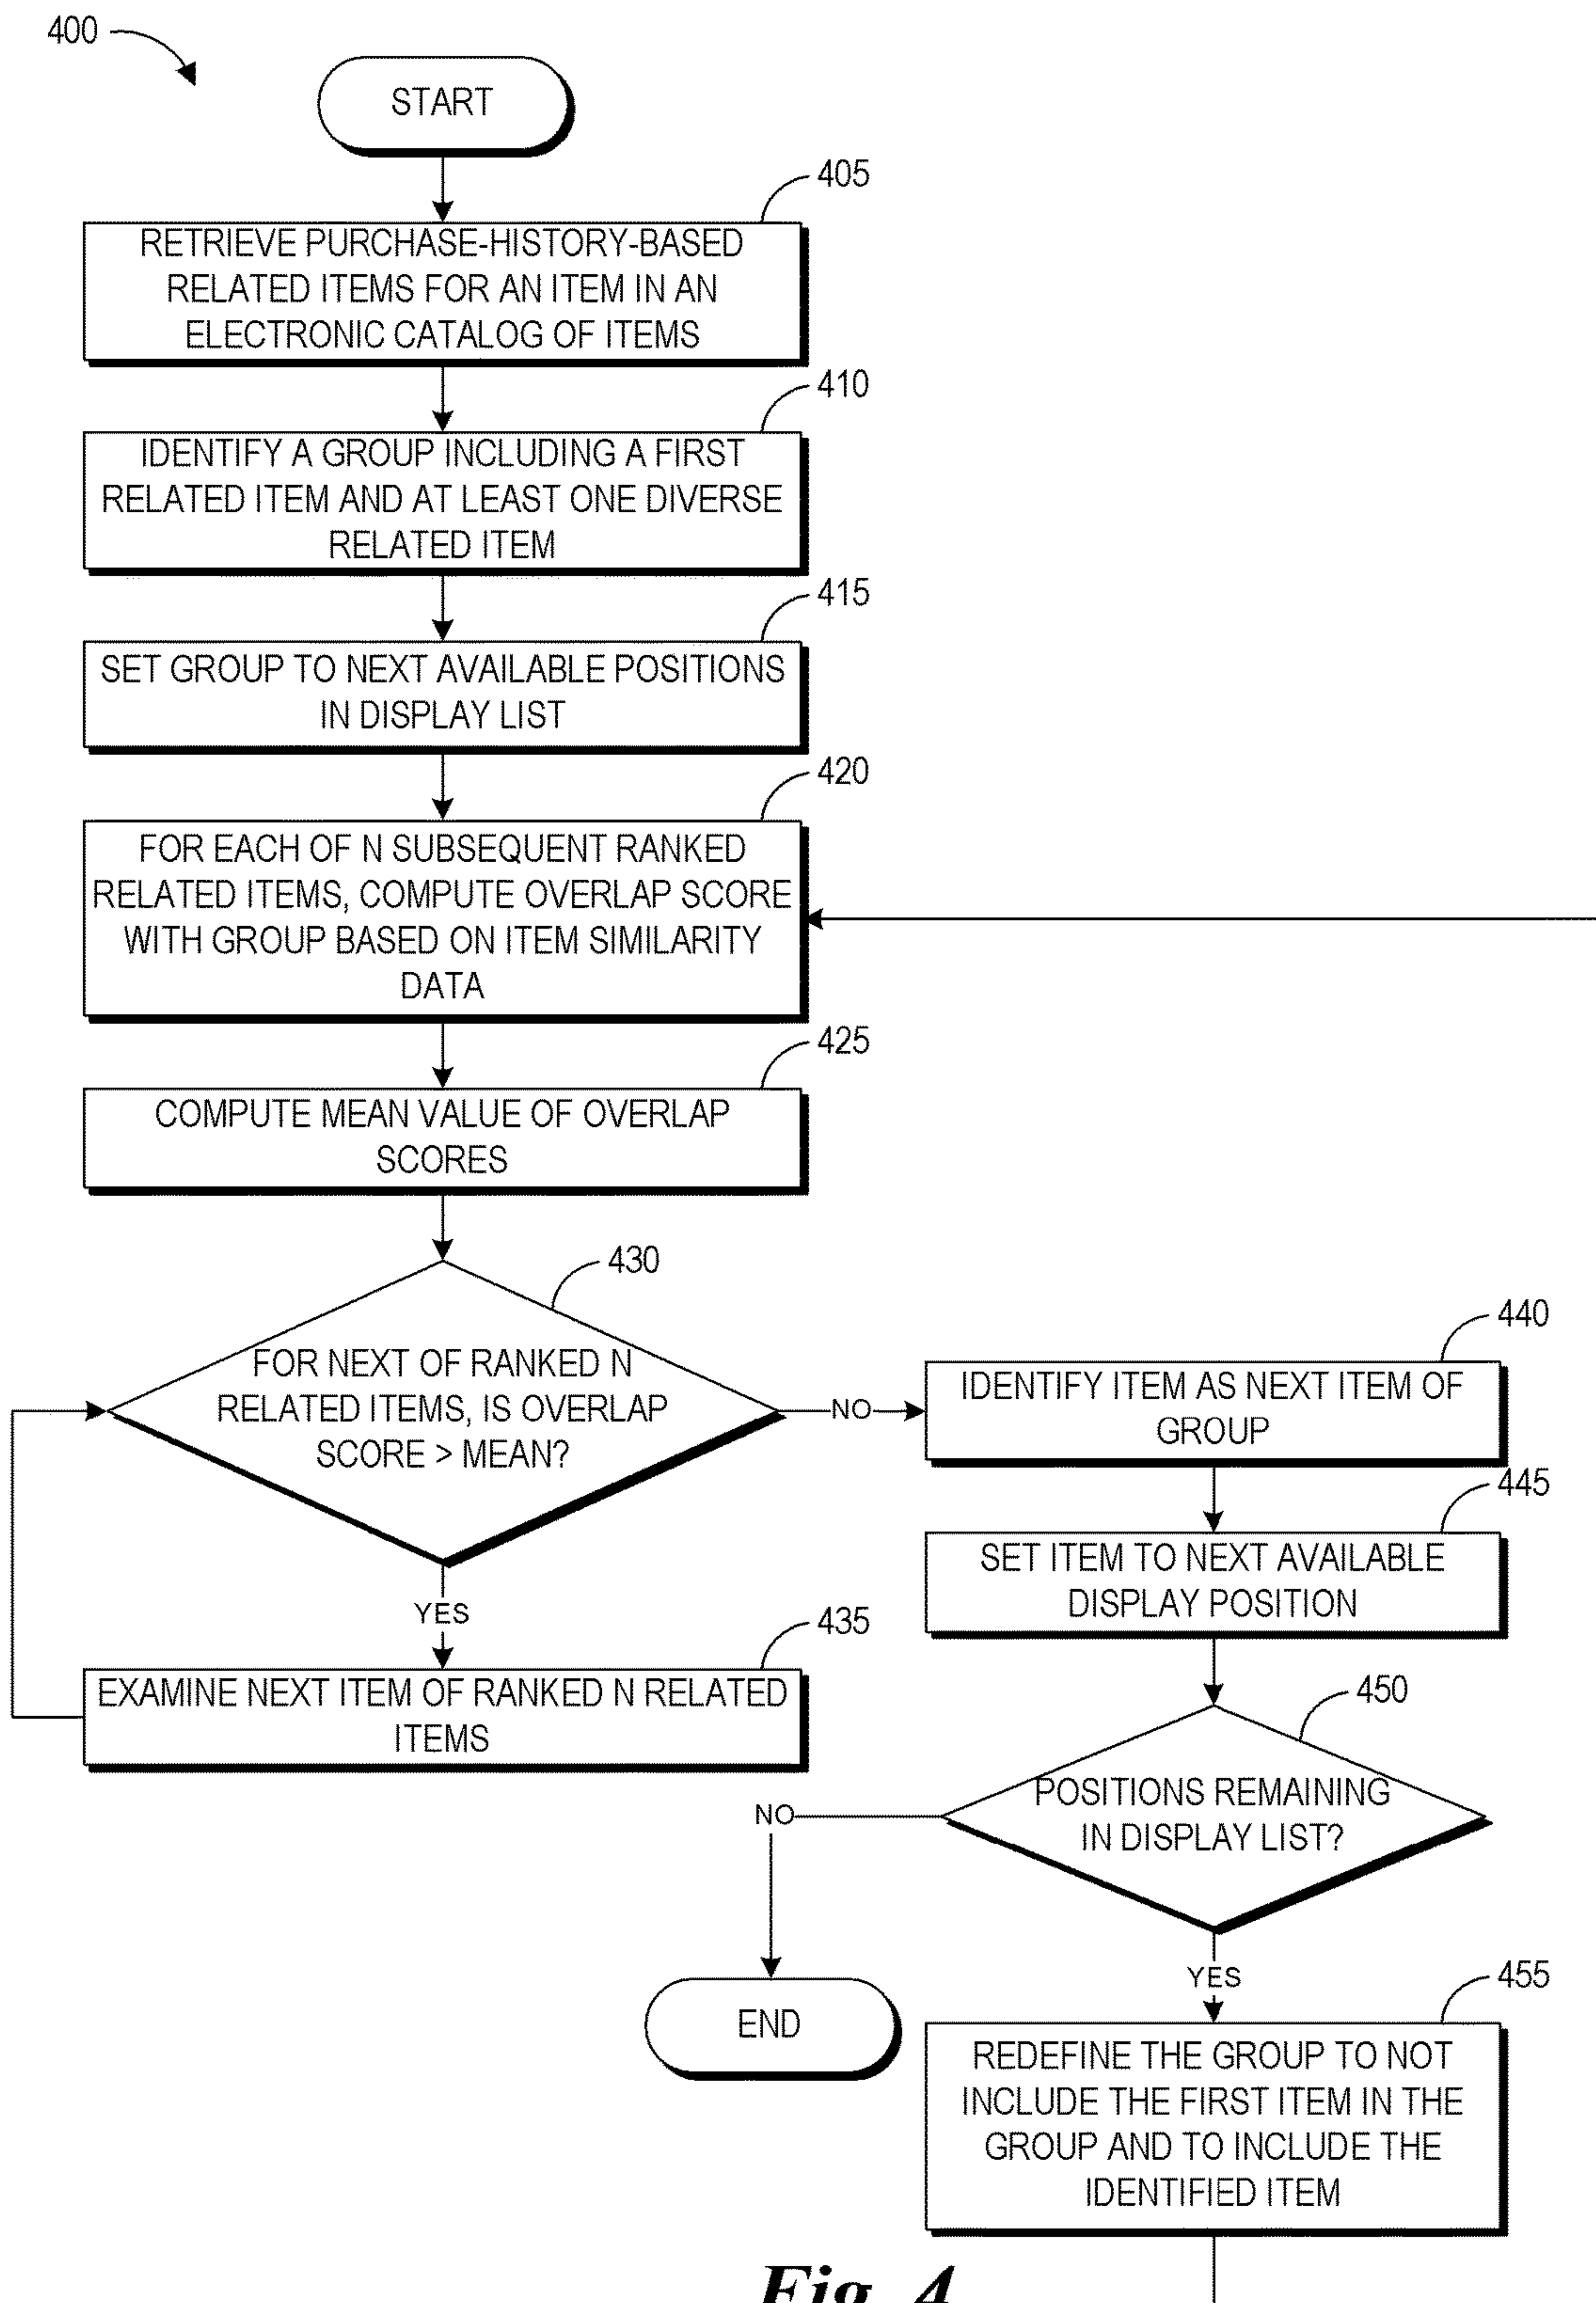 400
START
405
RETRIEVE PURCHASE-HISTORY-BASED
RELATED ITEMS FOR AN ITEM IN AN
ELECTRONIC CATALOG OF ITEMS
410
IDENTIFY A GROUP INCLUDING A FIRST
RELATED ITEM AND AT LEAST ONE DIVERSE
RELATED ITEM
415
SET GROUP TO NEXT AVAILABLE POSITIONS
IN DISPLAY LIST
420
FOR EACH OF N SUBSEQUENT RANKED
RELATED ITEMS, COMPUTE OVERLAP SCORE
WITH GROUP BASED ON ITEM SIMILARITY
DATA
425
COMPUTE MEAN VALUE OF OVERLAP
SCORES
430
FOR NEXT OF RANKED N
RELATED ITEMS, IS OVERLAP
SCORE > MEAN?
NO
YES
435
EXAMINE NEXT ITEM OF RANKED N RELATED
ITEMS
440
IDENTIFY ITEM AS NEXT ITEM OF
GROUP
445
SET ITEM TO NEXT AVAILABLE
DISPLAY POSITION
450
POSITIONS REMAINING
IN DISPLAY LIST?
NO
END
YES
455
REDEFINE THE GROUP TO NOT
INCLUDE THE FIRST ITEM IN THE
GROUP AND TO INCLUDE THE
IDENTIFIED ITEM
Fig. 4